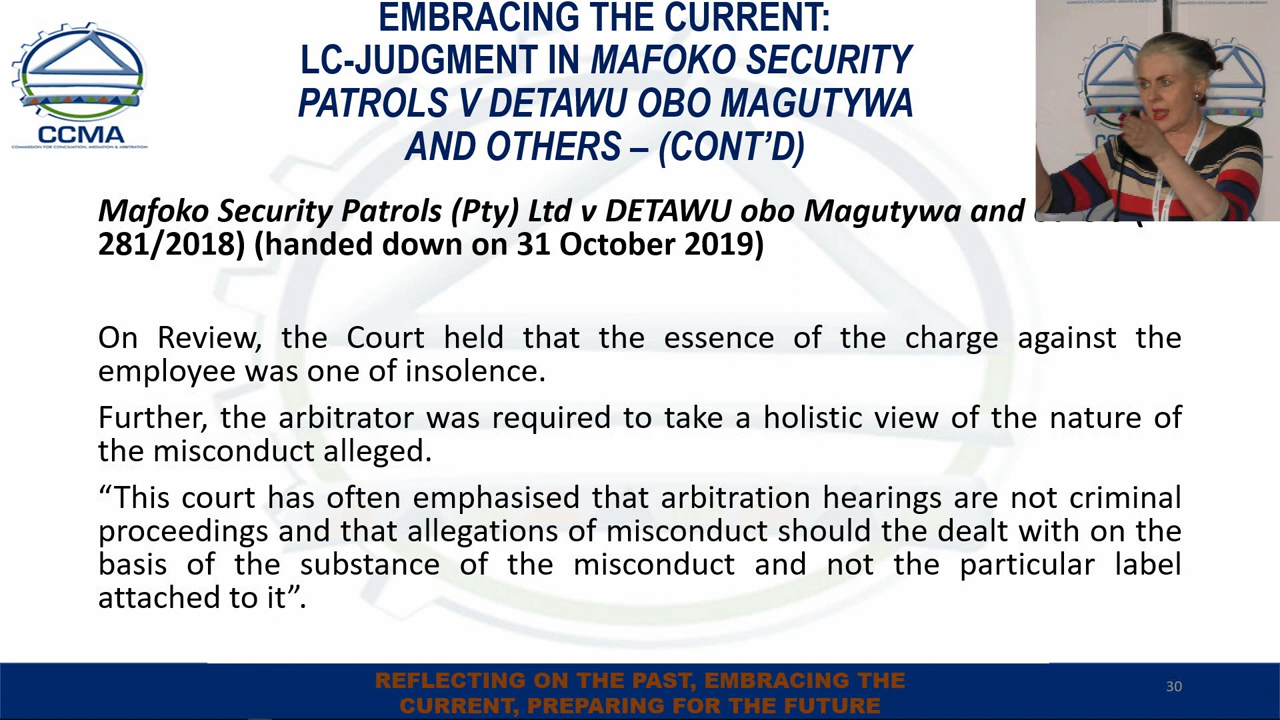 EMBRACING THE CURRENT:
LC-JUDGMENT IN MAFOKO SECURITY
PATROLS V DETAWU OBO MAGUTYWA
AND OTHERS – (CONT’D)
CCMA
COMMISSION FOR CONCILIATION, MEDIATION & ARBITRATION
Mafoko Security Patrols (Pty) Ltd v DETAWU obo Magutywa and
281/2018) (handed down on 31 October 2019)
On Review, the Court held that the essence of the charge against the
employee was one of insolence.
Further, the arbitrator was required to take a holistic view of the nature of
the misconduct alleged.
“This court has often emphasised that arbitration hearings are not criminal
proceedings and that allegations of misconduct should the dealt with on the
basis of the substance of the misconduct and not the particular label
attached to it”.
REFLECTING ON THE PAST, EMBRACING THE
CURRENT, PREPARING FOR THE FUTURE
30